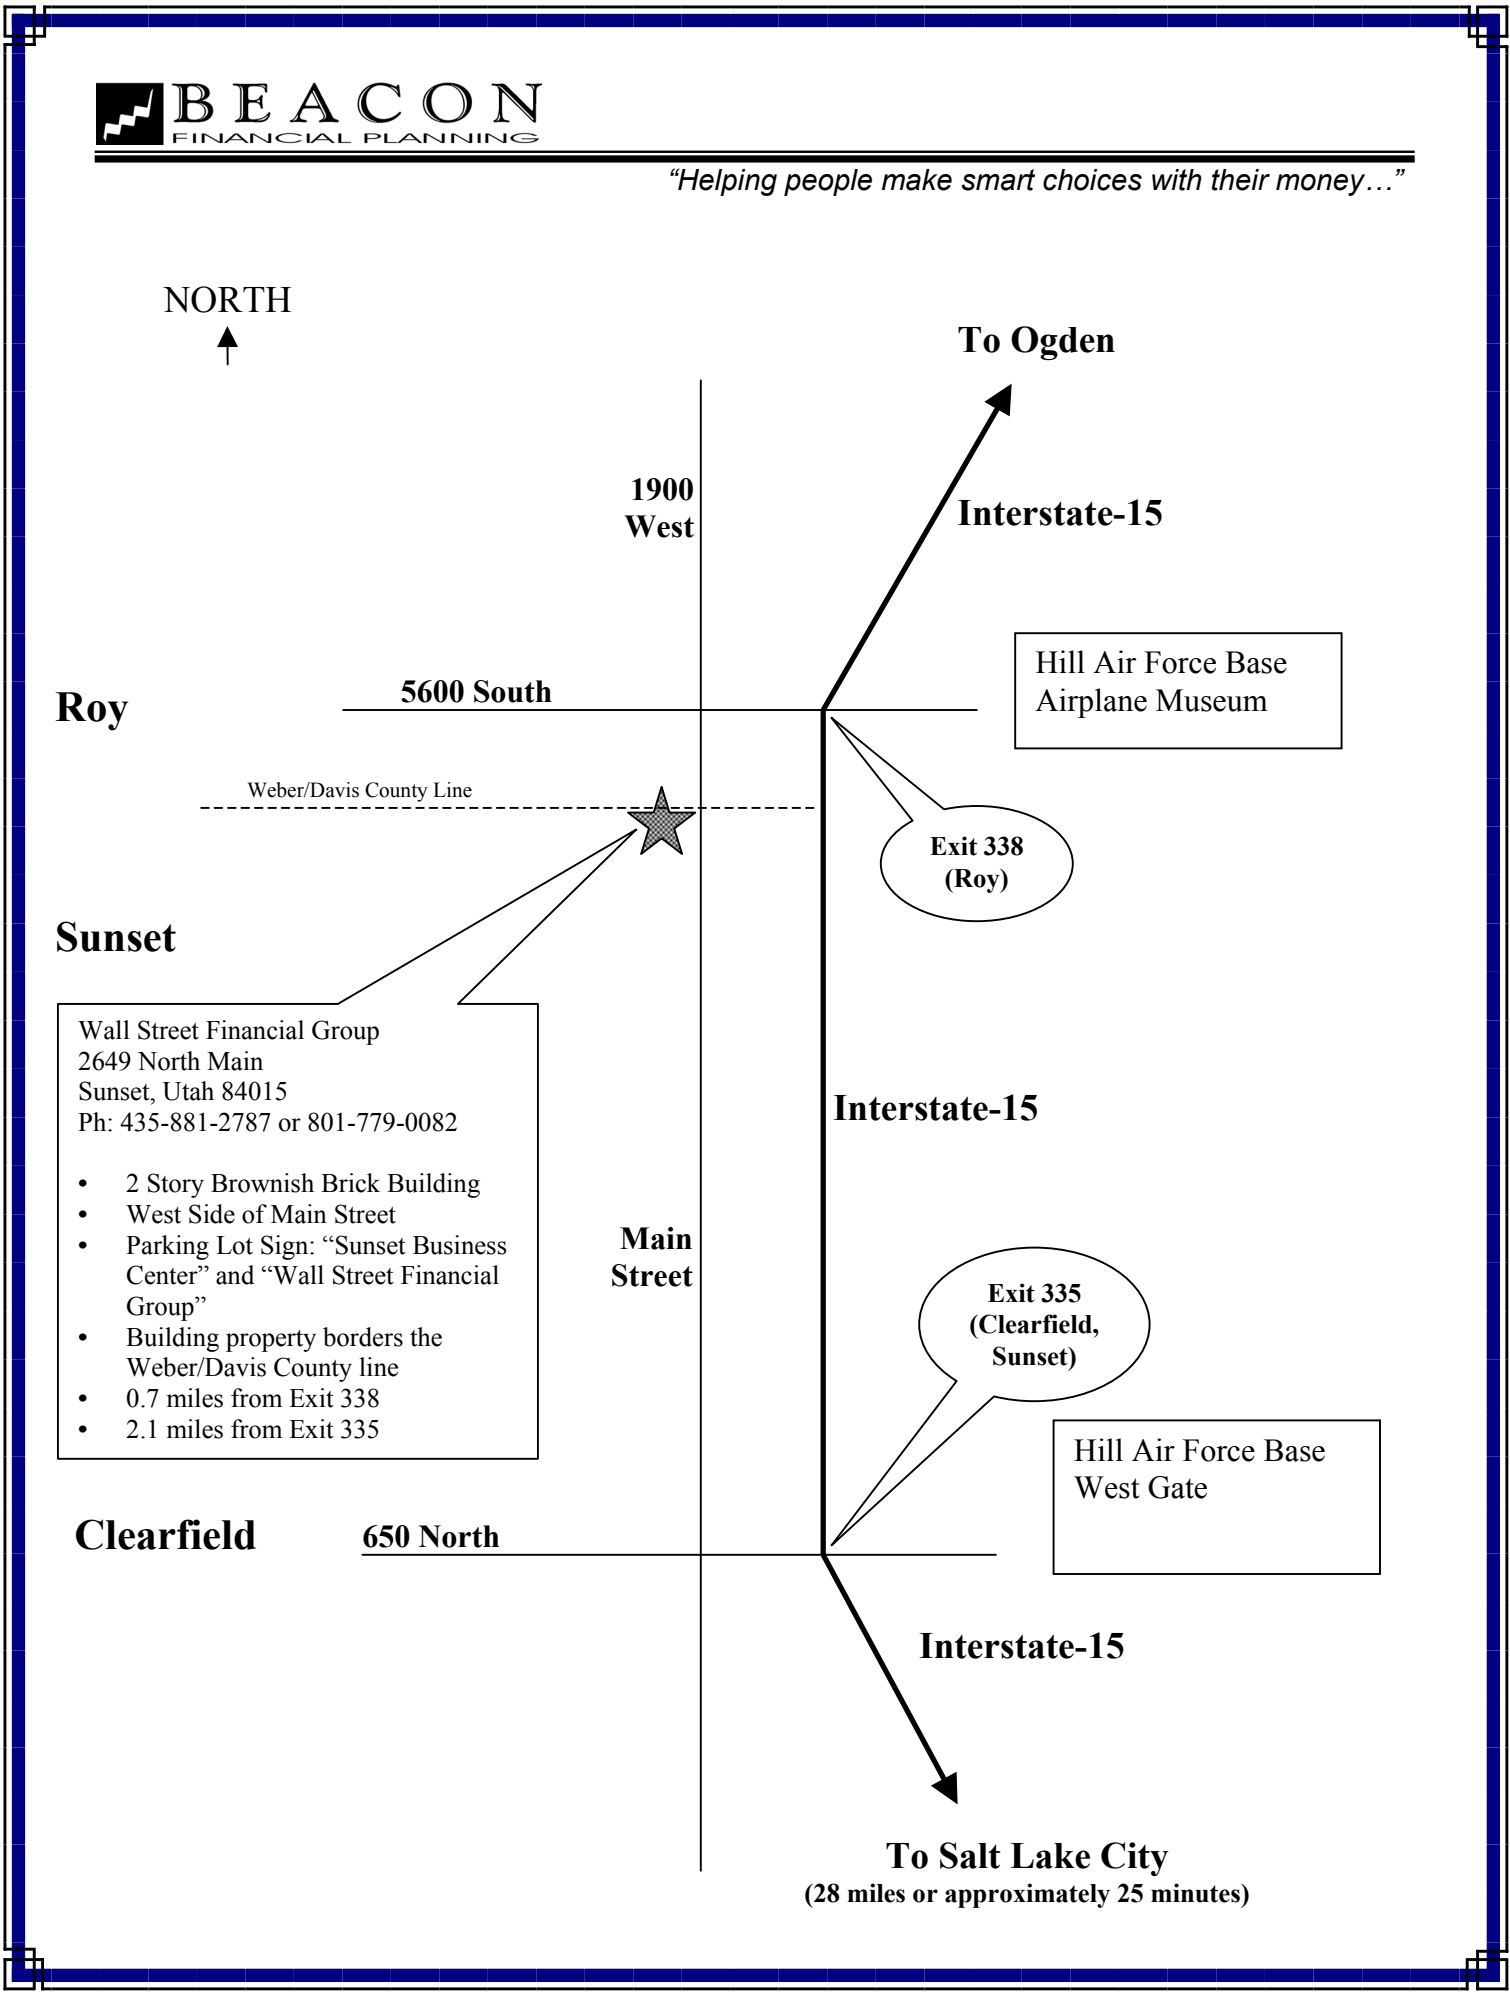 BEACON
FINANCIAL PLANNING
“Helping people make smart choices with their money…”
NORTH
To Ogden
1900
West
Interstate-15
Hill Air Force Base
Airplane Museum
Roy
5600 South
Weber/Davis County Line
Exit 338
(Roy)
Sunset
Wall Street Financial Group
2649 North Main
Sunset, Utah 84015
Ph: 435-881-2787 or 801-779-0082
• 2 Story Brownish Brick Building
• West Side of Main Street
• Parking Lot Sign: “Sunset Business
Center” and “Wall Street Financial
Group”
• Building property borders the
Weber/Davis County line
• 0.7 miles from Exit 338
• 2.1 miles from Exit 335
Interstate-15
Main
Street
Exit 335
(Clearfield,
Sunset)
Hill Air Force Base
West Gate
Clearfield
650 North
Interstate-15
To Salt Lake City
(28 miles or approximately 25 minutes)